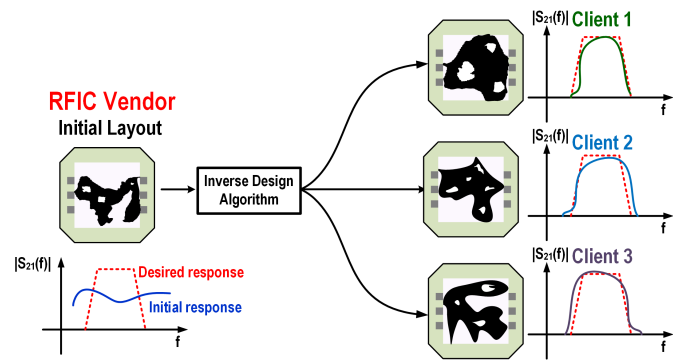 RFIC Vendor
Initial Layout
Inverse Design
Algorithm
|S21(f)|
Desired response
Initial response
f
|S21(f)| Client 1
f
|S21(f)| Client 2
f
|S21(f)| Client 3
f